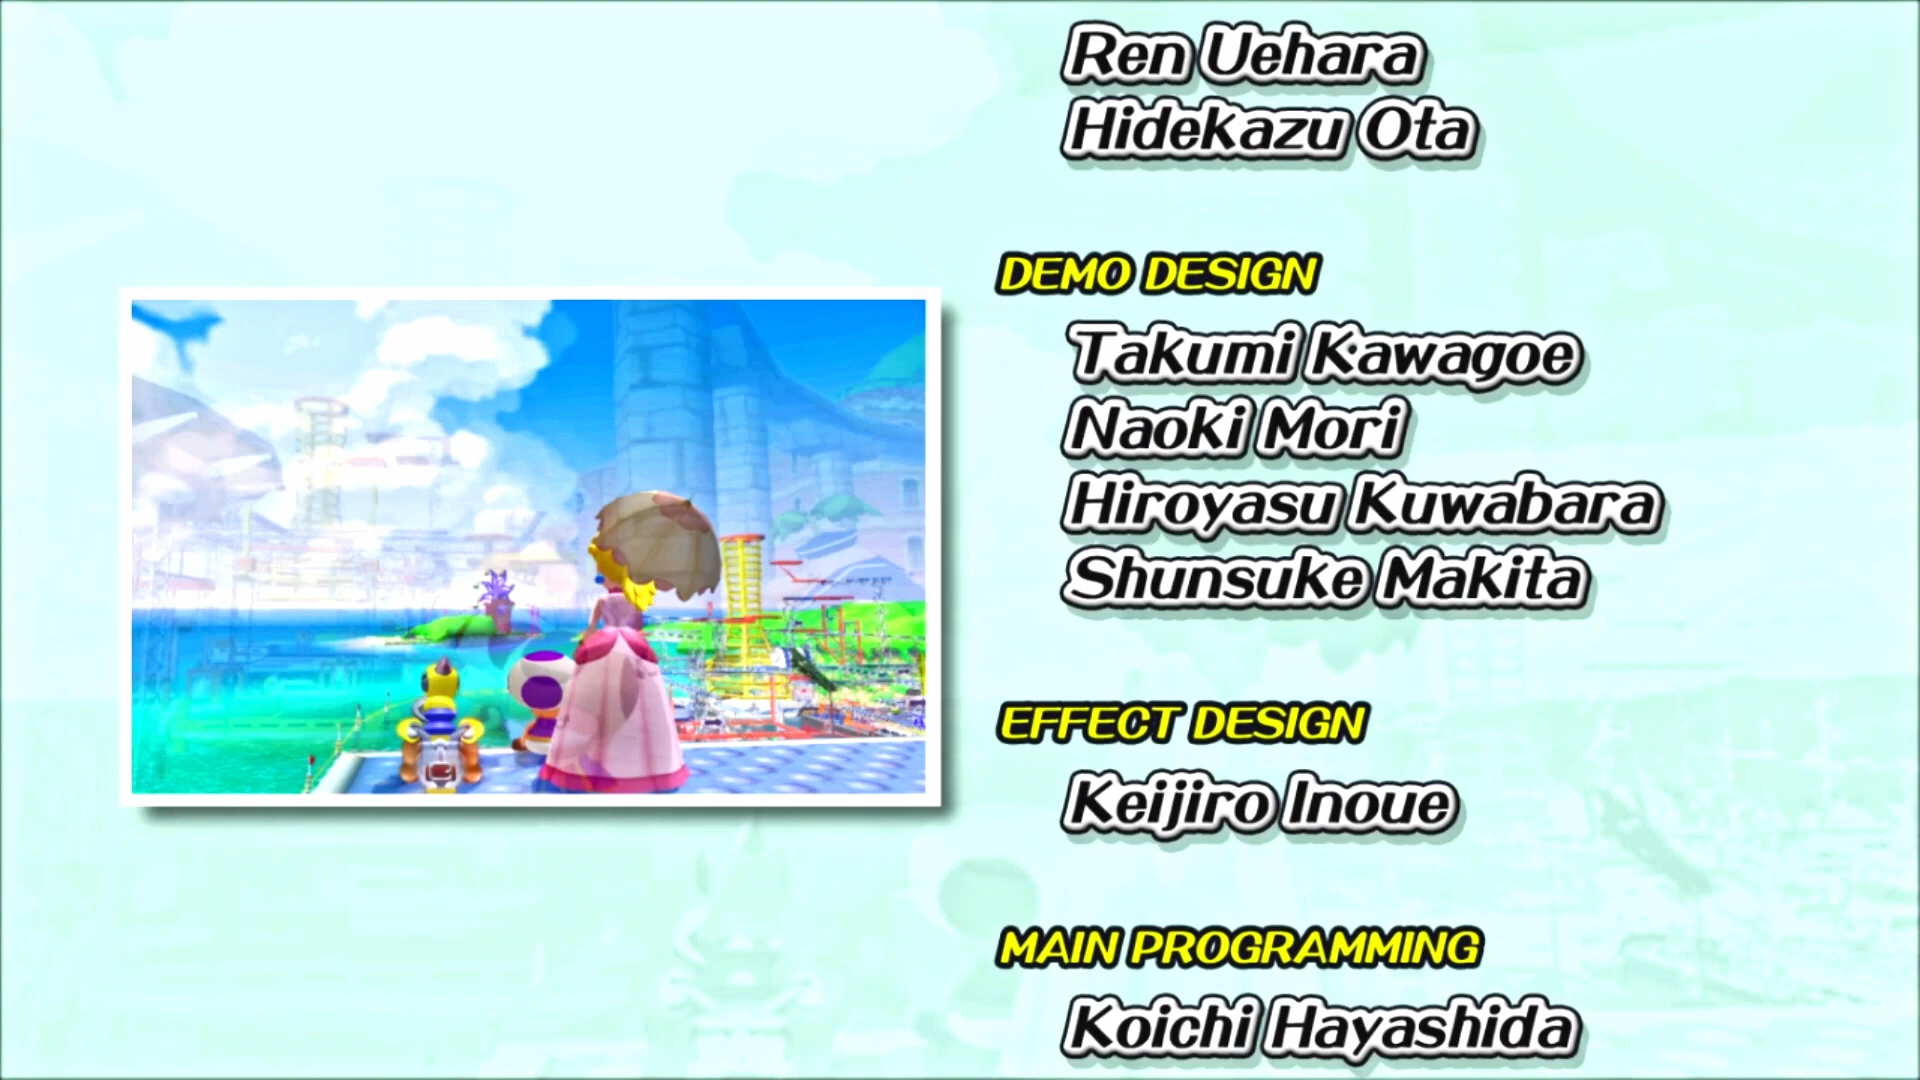 Ren Uehara
Hidekazu Ota
DEMO DESIGN
Takumi Kawagoe
Naoki Mori
Hiroyasu Kuwabara
Shunsuke Makita
EFFECT DESIGN
Keijiro Inoue
MAIN PROGRAMMING
Koichi Hayashida